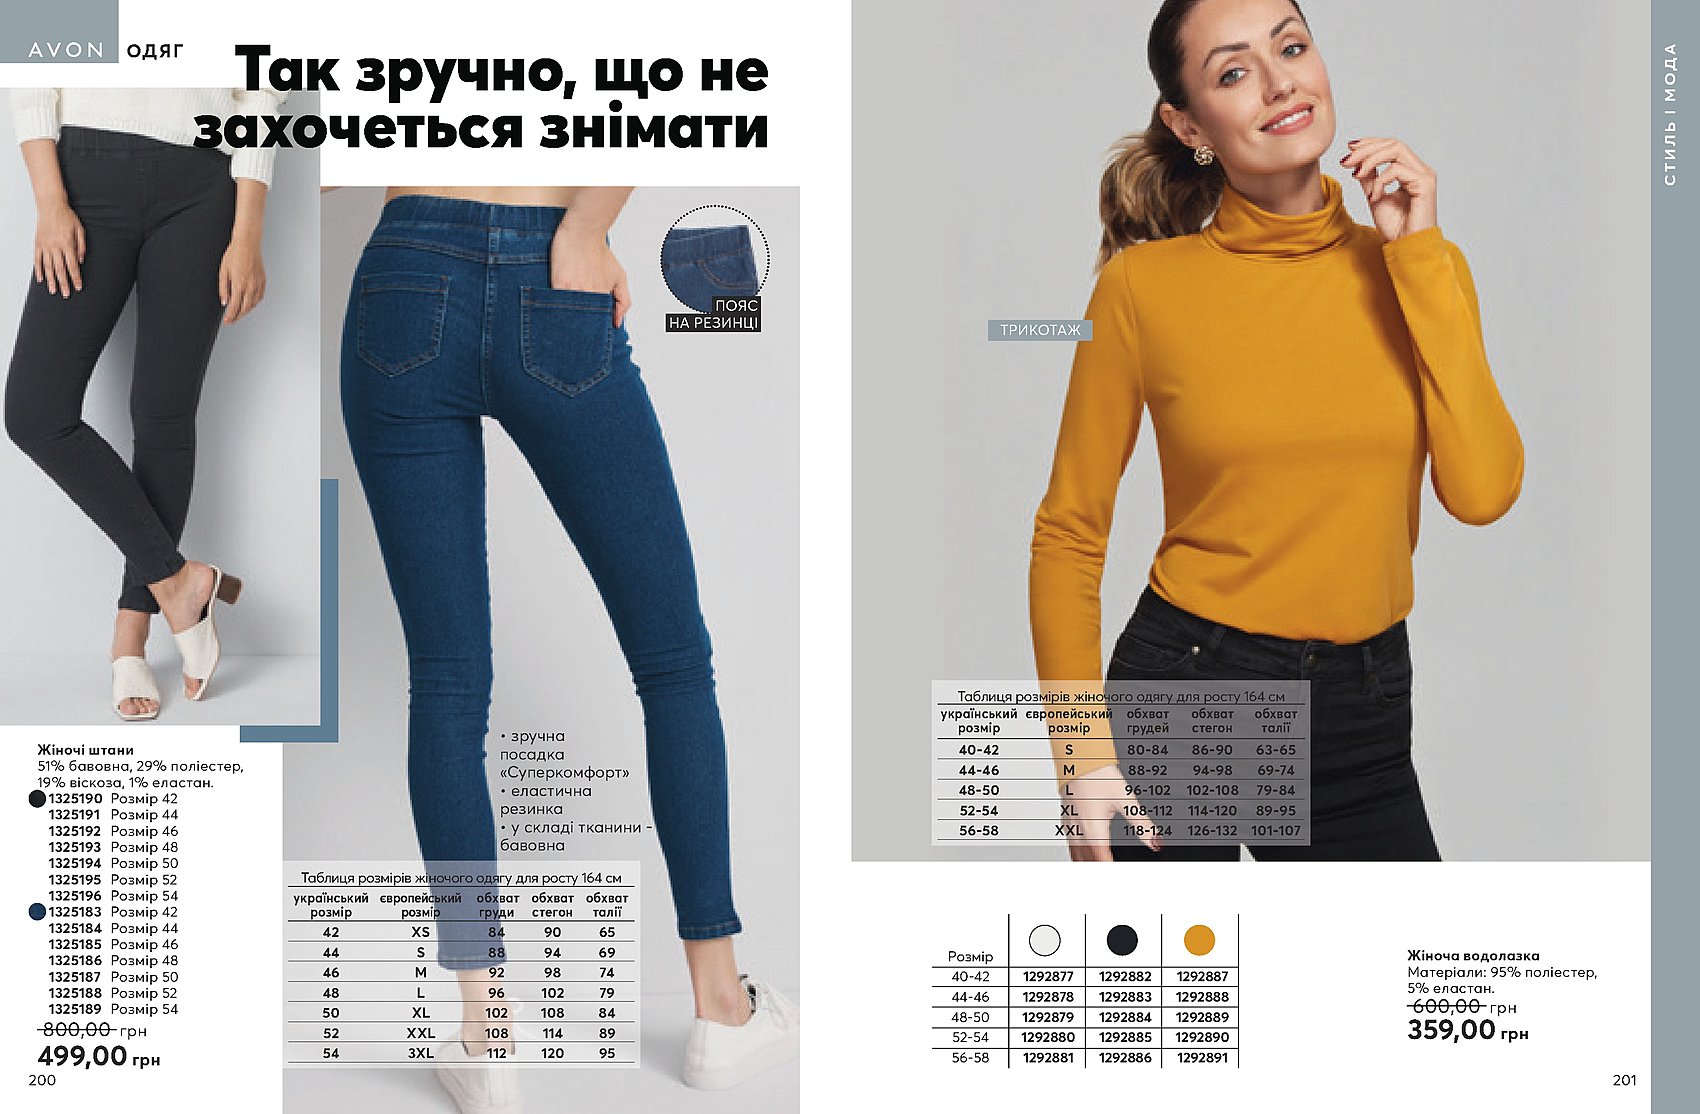 AVON ОДЯГ
Так зручно, що не
захочеться знімати
ПОЯС
НА РЕЗИНЦІ
• зручна
посадка
«Суперкомфорт»
• еластична
резинка
• у складі тканини -
бавовна
Жіночі штани
51% бавовна, 29% поліестер,
19% віскоза, 1% еластан.
1325190 Розмір 42
1325191 Розмір 44
1325192 Розмір 46
1325193 Розмір 48
1325194 Розмір 50
1325195 Розмір 52
1325196 Розмір 54
1325183 Розмір 42
1325184 Розмір 44
1325185 Розмір 46
1325186 Розмір 48
1325187 Розмір 50
1325188 Розмір 52
1325189 Розмір 54
800,00 грн
499,00 грн
200
Таблиця розмірів жіночого одягу для росту 164 см
український європейський обхват обхват обхват
розмір розмір груди стегон талії
42 XS 84 90 65
44 S 88 94 69
46 M 92 98 74
48 L 96 102 79
50 XL 102 108 84
52 XXL 108 114 89
54 3XL 112 120 95
СТИЛЬ І МОДА
ТРИКОТАЖ
Таблиця розмірів жіночого одягу для росту 164 см
український європейський обхват обхват обхват
розмір розмір грудей стегон талії
40-42 S 80-84 86-90 63-65
44-46 M 88-92 94-98 69-74
48-50 L 96-102 102-108 79-84
52-54 XL 108-112 114-120 89-95
56-58 XXL 118-124 126-132 101-107
Розмір
40-42 1292877 1292882 1292887
44-46 1292878 1292883 1292888
48-50 1292879 1292884 1292889
52-54 1292880 1292885 1292890
56-58 1292881 1292886 1292891
Жіноча водолазка
Матеріали: 95% поліестер,
5% еластан.
600,00 грн
359,00 грн
201